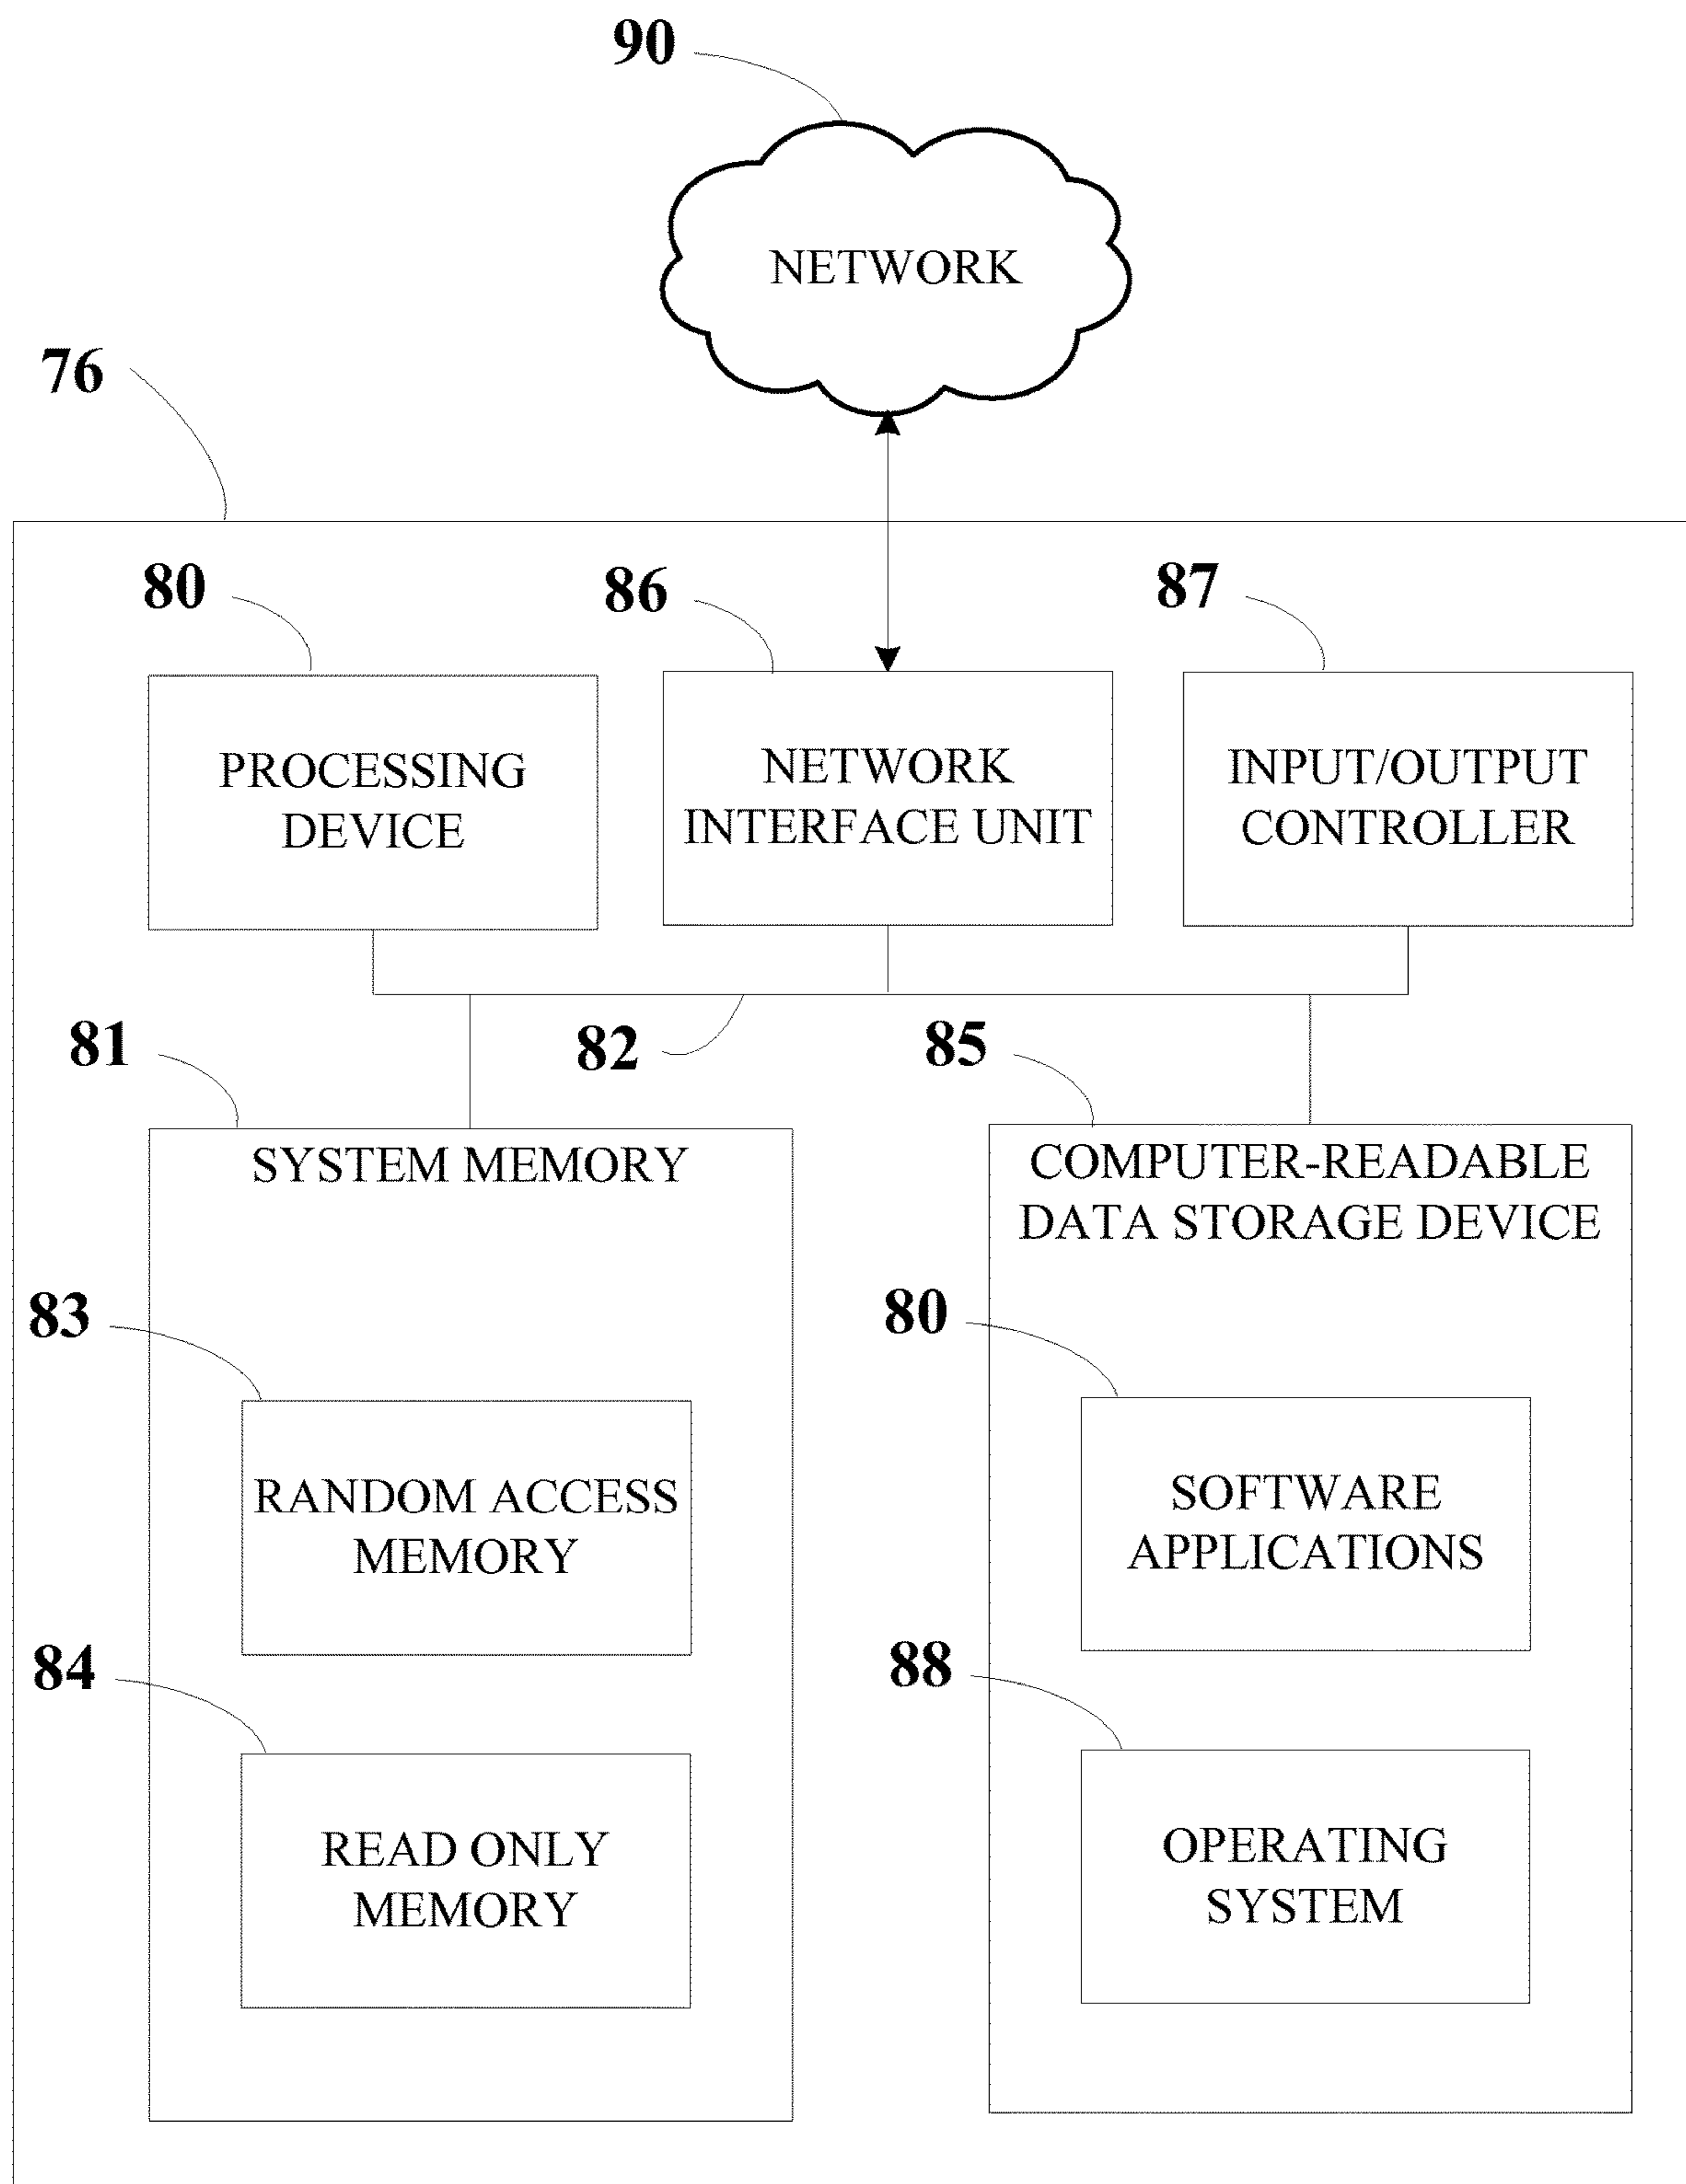 90
NETWORK
76
80
86
87
PROCESSING
DEVICE
NETWORK
INTERFACE UNIT
INPUT/OUTPUT
CONTROLLER
81
82
85
SYSTEM MEMORY
COMPUTER-READABLE
DATA STORAGE DEVICE
83
80
RANDOM ACCESS
MEMORY
SOFTWARE
APPLICATIONS
84
88
READ ONLY
MEMORY
OPERATING
SYSTEM